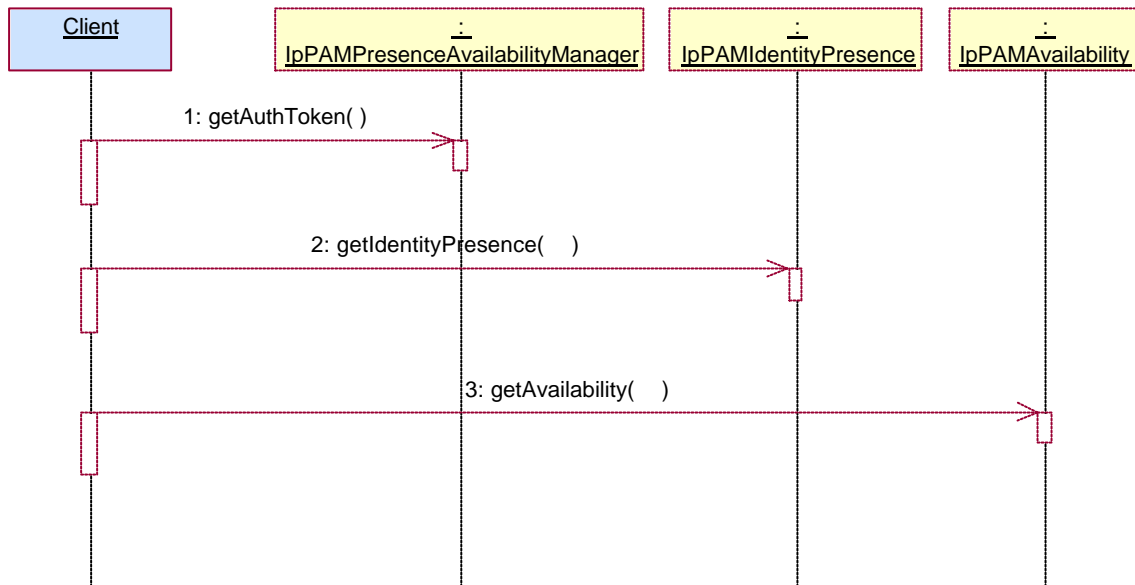 Client
:
IpPAMPresenceAvailabilityManager
:
IpPAMIdentityPresence
:
IpPAMAvailability
1: getAuthToken( )
2: getIdentityPresence(    )
3: getAvailability(    )